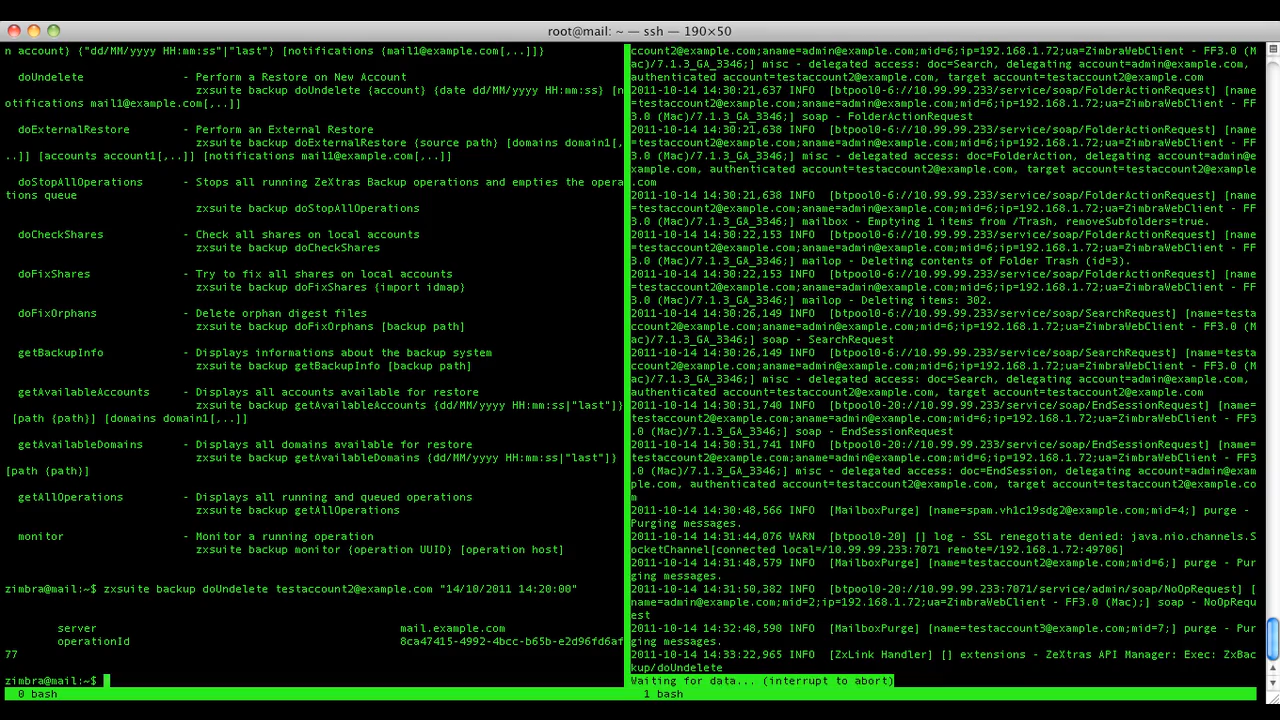 root@mail: ~ — ssh — 190×50
n account} {"dd/MM/yyyy HH:mm:ss"|"last"} [notifications {mail1@example.com[,..]]}
doUndelete - Perform a Restore on New Account
zxsuite backup doUndelete {account} {date dd/MM/yyyy HH:mm:ss} [n
otifications mail1@example.com[,..]]
doExternalRestore - Perform an External Restore
zxsuite backup doExternalRestore {source path} [domains domain1[,
..]] [accounts account1[,..]] [notifications mail1@example.com[,..]]
doStopAllOperations - Stops all running ZeXtras Backup operations and empties the opera
tions queue
zxsuite backup doStopAllOperations
doCheckShares - Check all shares on local accounts
zxsuite backup doCheckShares
doFixShares - Try to fix all shares on local accounts
zxsuite backup doFixShares {import idmap}
doFixOrphans - Delete orphan digest files
zxsuite backup doFixOrphans [backup path]
getBackupInfo - Displays informations about the backup system
zxsuite backup getBackupInfo [backup path]
getAvailableAccounts - Displays all accounts available for restore
zxsuite backup getAvailableAccounts {dd/MM/yyyy HH:mm:ss|"last"]}
[path {path}] [domains domain1[,..]]
getAvailableDomains - Displays all domains available for restore
zxsuite backup getAvailableDomains {dd/MM/yyyy HH:mm:ss|"last"]}
[path {path}]
getAllOperations - Displays all running and queued operations
zxsuite backup getAllOperations
monitor - Monitor a running operation
zxsuite backup monitor {operation UUID} [operation host]
zimbra@mail:~$ zxsuite backup doUndelete testaccount2@example.com "14/10/2011 14:20:00"
server mail.example.com
operationId 8ca47415-4992-4bcc-b65b-e2d96fd6af
77
zimbra@mail:~$
0 bash
ccount2@example.com;aname=admin@example.com;mid=6;ip=192.168.1.72;ua=ZimbraWebClient - FF3.0 (M
ac)/7.1.3_GA_3346;] misc - delegated access: doc=Search, delegating account=admin@example.com,
authenticated account=testaccount2@example.com, target account=testaccount2@example.com
2011-10-14 14:30:21,637 INFO [btpool0-6://10.99.99.233/service/soap/FolderActionRequest] [name
=testaccount2@example.com;aname=admin@example.com;mid=6;ip=192.168.1.72;ua=ZimbraWebClient - FF
3.0 (Mac)/7.1.3_GA_3346;] soap - FolderActionRequest
2011-10-14 14:30:21,638 INFO [btpool0-6://10.99.99.233/service/soap/FolderActionRequest] [name
=testaccount2@example.com;aname=admin@example.com;mid=6;ip=192.168.1.72;ua=ZimbraWebClient - FF
3.0 (Mac)/7.1.3_GA_3346;] misc - delegated access: doc=FolderAction, delegating account=admin@e
xample.com, authenticated account=testaccount2@example.com, target account=testaccount2@example
.com
2011-10-14 14:30:21,638 INFO [btpool0-6://10.99.99.233/service/soap/FolderActionRequest] [name
=testaccount2@example.com;aname=admin@example.com;mid=6;ip=192.168.1.72;ua=ZimbraWebClient - FF
3.0 (Mac)/7.1.3_GA_3346;] mailbox - Emptying 1 items from /Trash, removeSubfolders=true.
2011-10-14 14:30:22,153 INFO [btpool0-6://10.99.99.233/service/soap/FolderActionRequest] [name
=testaccount2@example.com;aname=admin@example.com;mid=6;ip=192.168.1.72;ua=ZimbraWebClient - FF
3.0 (Mac)/7.1.3_GA_3346;] mailop - Deleting contents of Folder Trash (id=3).
2011-10-14 14:30:22,153 INFO [btpool0-6://10.99.99.233/service/soap/FolderActionRequest] [name
=testaccount2@example.com;aname=admin@example.com;mid=6;ip=192.168.1.72;ua=ZimbraWebClient - FF
3.0 (Mac)/7.1.3_GA_3346;] mailop - Deleting items: 302.
2011-10-14 14:30:26,149 INFO [btpool0-6://10.99.99.233/service/soap/SearchRequest] [name=testa
ccount2@example.com;aname=admin@example.com;mid=6;ip=192.168.1.72;ua=ZimbraWebClient - FF3.0 (M
ac)/7.1.3_GA_3346;] soap - SearchRequest
2011-10-14 14:30:26,149 INFO [btpool0-6://10.99.99.233/service/soap/SearchRequest] [name=testa
ccount2@example.com;aname=admin@example.com;mid=6;ip=192.168.1.72;ua=ZimbraWebClient - FF3.0 (M
ac)/7.1.3_GA_3346;] misc - delegated access: doc=Search, delegating account=admin@example.com,
authenticated account=testaccount2@example.com, target account=testaccount2@example.com
2011-10-14 14:30:31,740 INFO [btpool0-20://10.99.99.233/service/soap/EndSessionRequest] [name=
testaccount2@example.com;aname=admin@example.com;mid=6;ip=192.168.1.72;ua=ZimbraWebClient - FF3
.0 (Mac)/7.1.3_GA_3346;] soap - EndSessionRequest
2011-10-14 14:30:31,741 INFO [btpool0-20://10.99.99.233/service/soap/EndSessionRequest] [name=
testaccount2@example.com;aname=admin@example.com;mid=6;ip=192.168.1.72;ua=ZimbraWebClient - FF3
.0 (Mac)/7.1.3_GA_3346;] misc - delegated access: doc=EndSession, delegating account=admin@exam
ple.com, authenticated account=testaccount2@example.com, target account=testaccount2@example.co
m
2011-10-14 14:30:48,566 INFO [MailboxPurge] [name=spam.vh1c19sdg2@example.com;mid=4;] purge -
Purging messages.
2011-10-14 14:31:44,076 WARN [btpool0-20] [] log - SSL renegotiate denied: java.nio.channels.S
ocketChannel[connected local=/10.99.99.233:7071 remote=/192.168.1.72:49706]
2011-10-14 14:31:48,579 INFO [MailboxPurge] [name=testaccount2@example.com;mid=6;] purge - Pur
ging messages.
2011-10-14 14:31:50,382 INFO [btpool0-20://10.99.99.233:7071/service/admin/soap/NoOpRequest] [
name=admin@example.com;mid=2;ip=192.168.1.72;ua=ZimbraWebClient - FF3.0 (Mac);] soap - NoOpRequ
est
2011-10-14 14:32:48,590 INFO [MailboxPurge] [name=testaccount3@example.com;mid=7;] purge - Pur
ging messages.
2011-10-14 14:33:22,965 INFO [ZxLink Handler] [] extensions - ZeXtras API Manager: Exec: ZxBac
kup/doUndelete
Waiting for data... (interrupt to abort)
1 bash